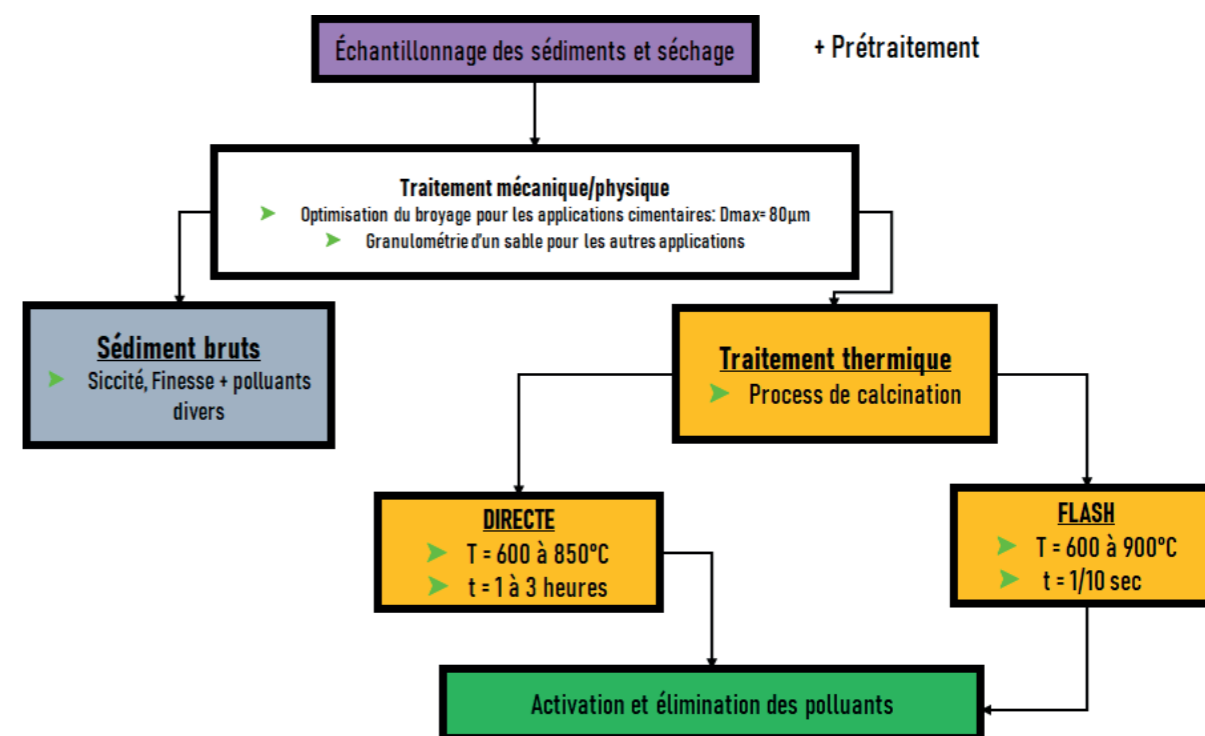 Échantillonnage des sédiments et séchage
+ Prétraitement
Traitement mécanique/physique
Optimisation du broyage pour les applications cimentaires: Dmax= 80µm
Granulométrie d'un sable pour les autres applications
Sédiment bruts
Siccité, Finesse + polluants
divers
Traitement thermique
Process de calcination
DIRECTE
T = 600 à 850°C
t = 1 à 3 heures
FLASH
T = 600 à 900°C
t = 1/10 sec
Activation et élimination des polluants